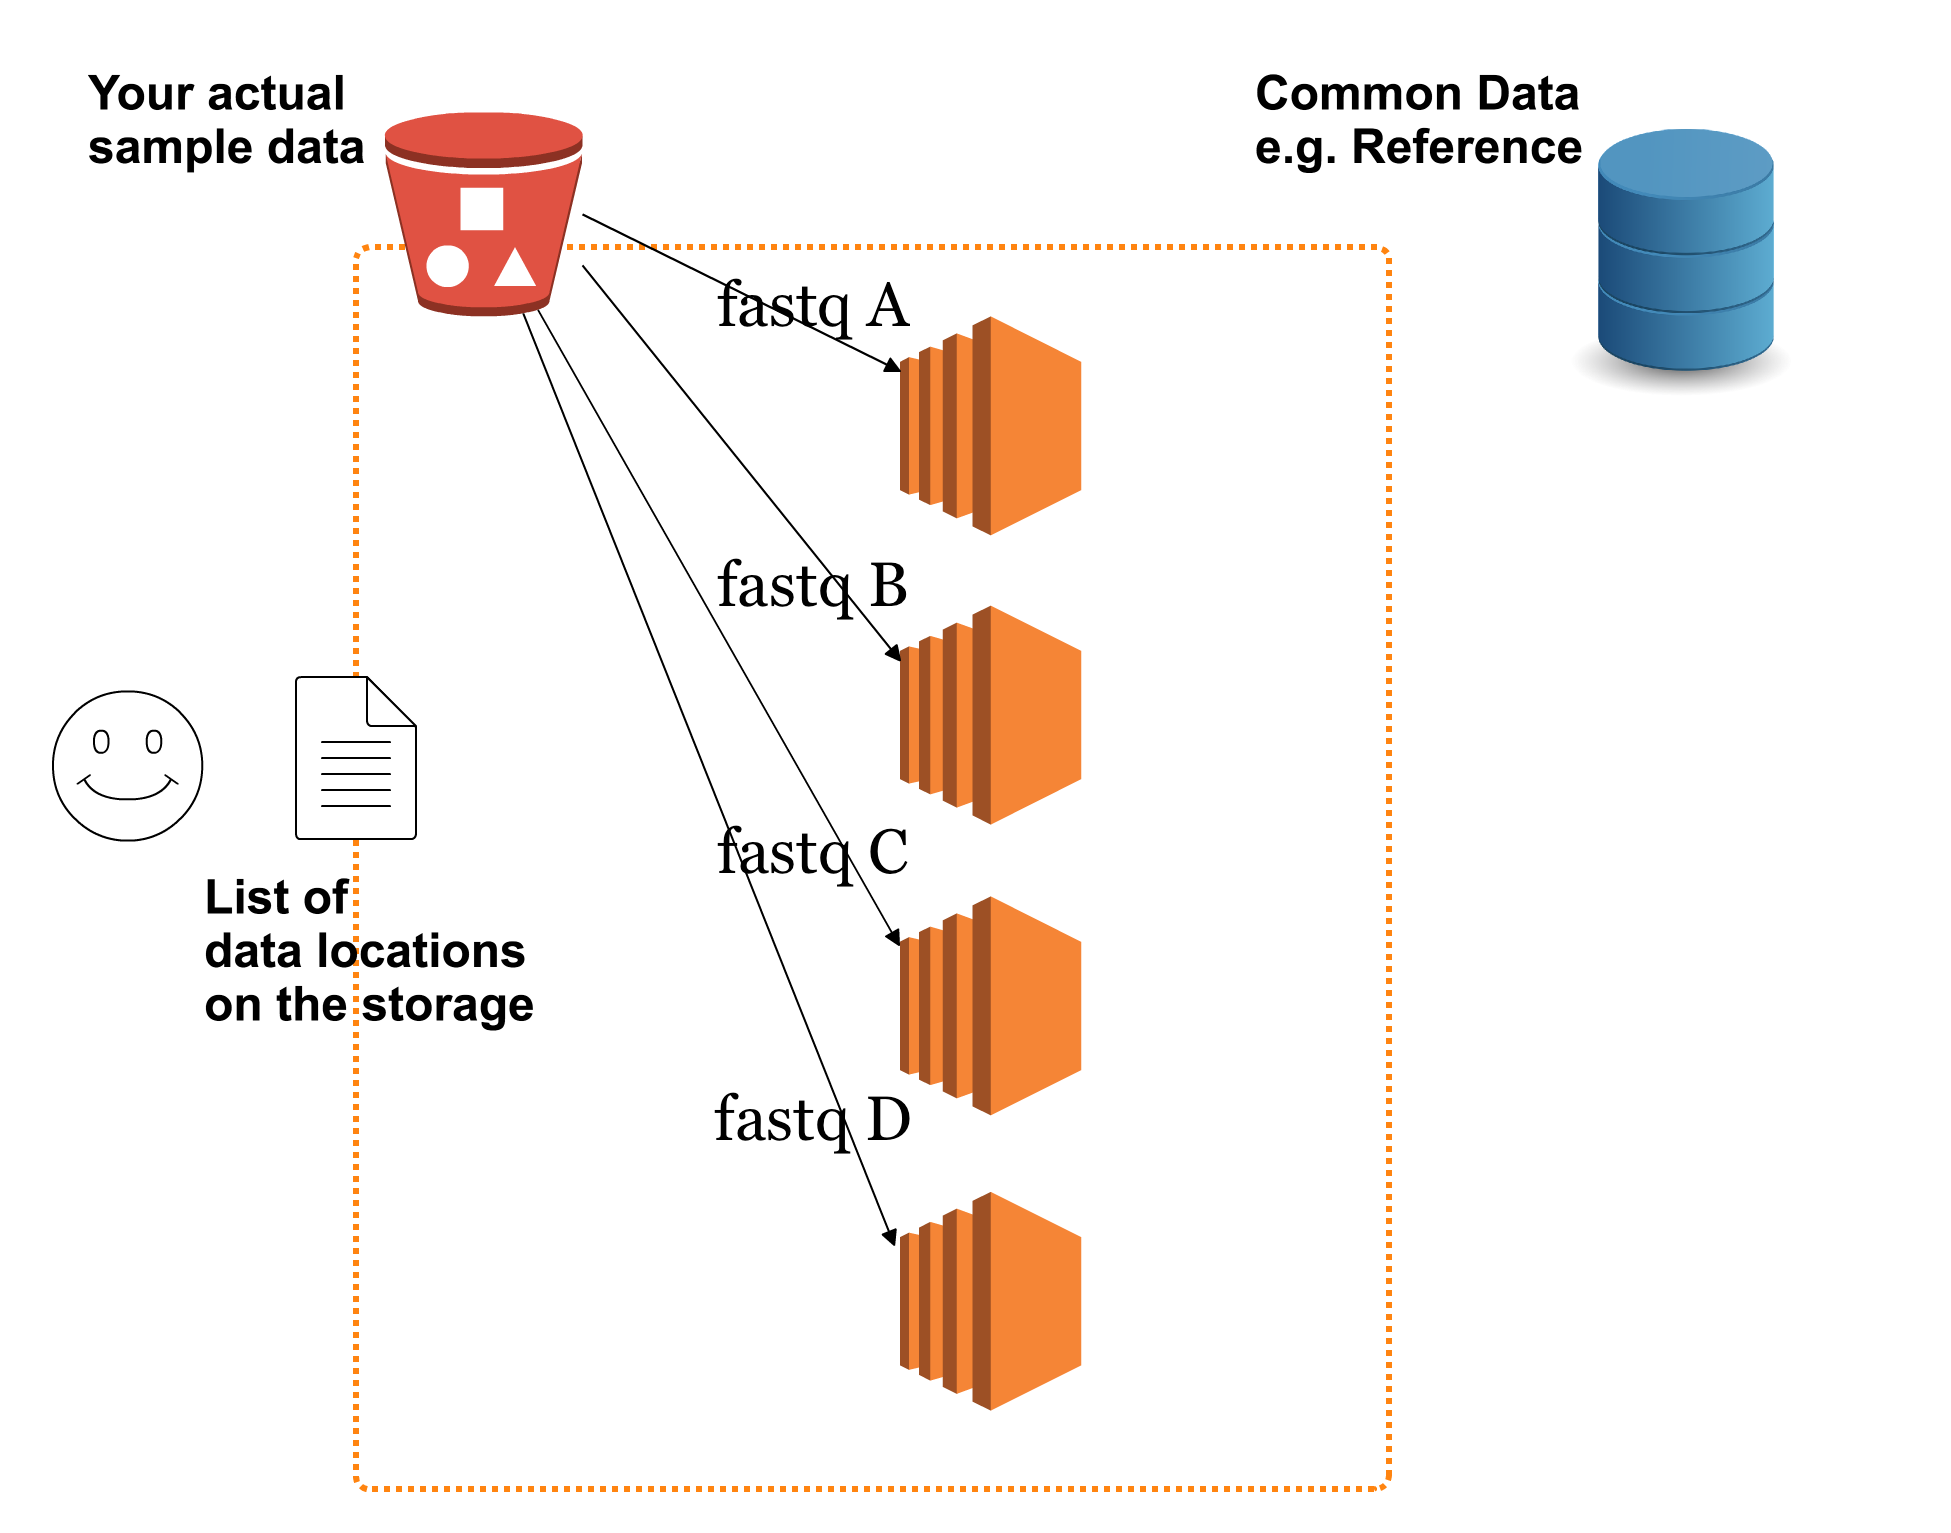 Your actual
sample data
Common Data
e.g. Reference
fastq A
fastq B
fastq C
List of
data locations
on the storage
fastq D